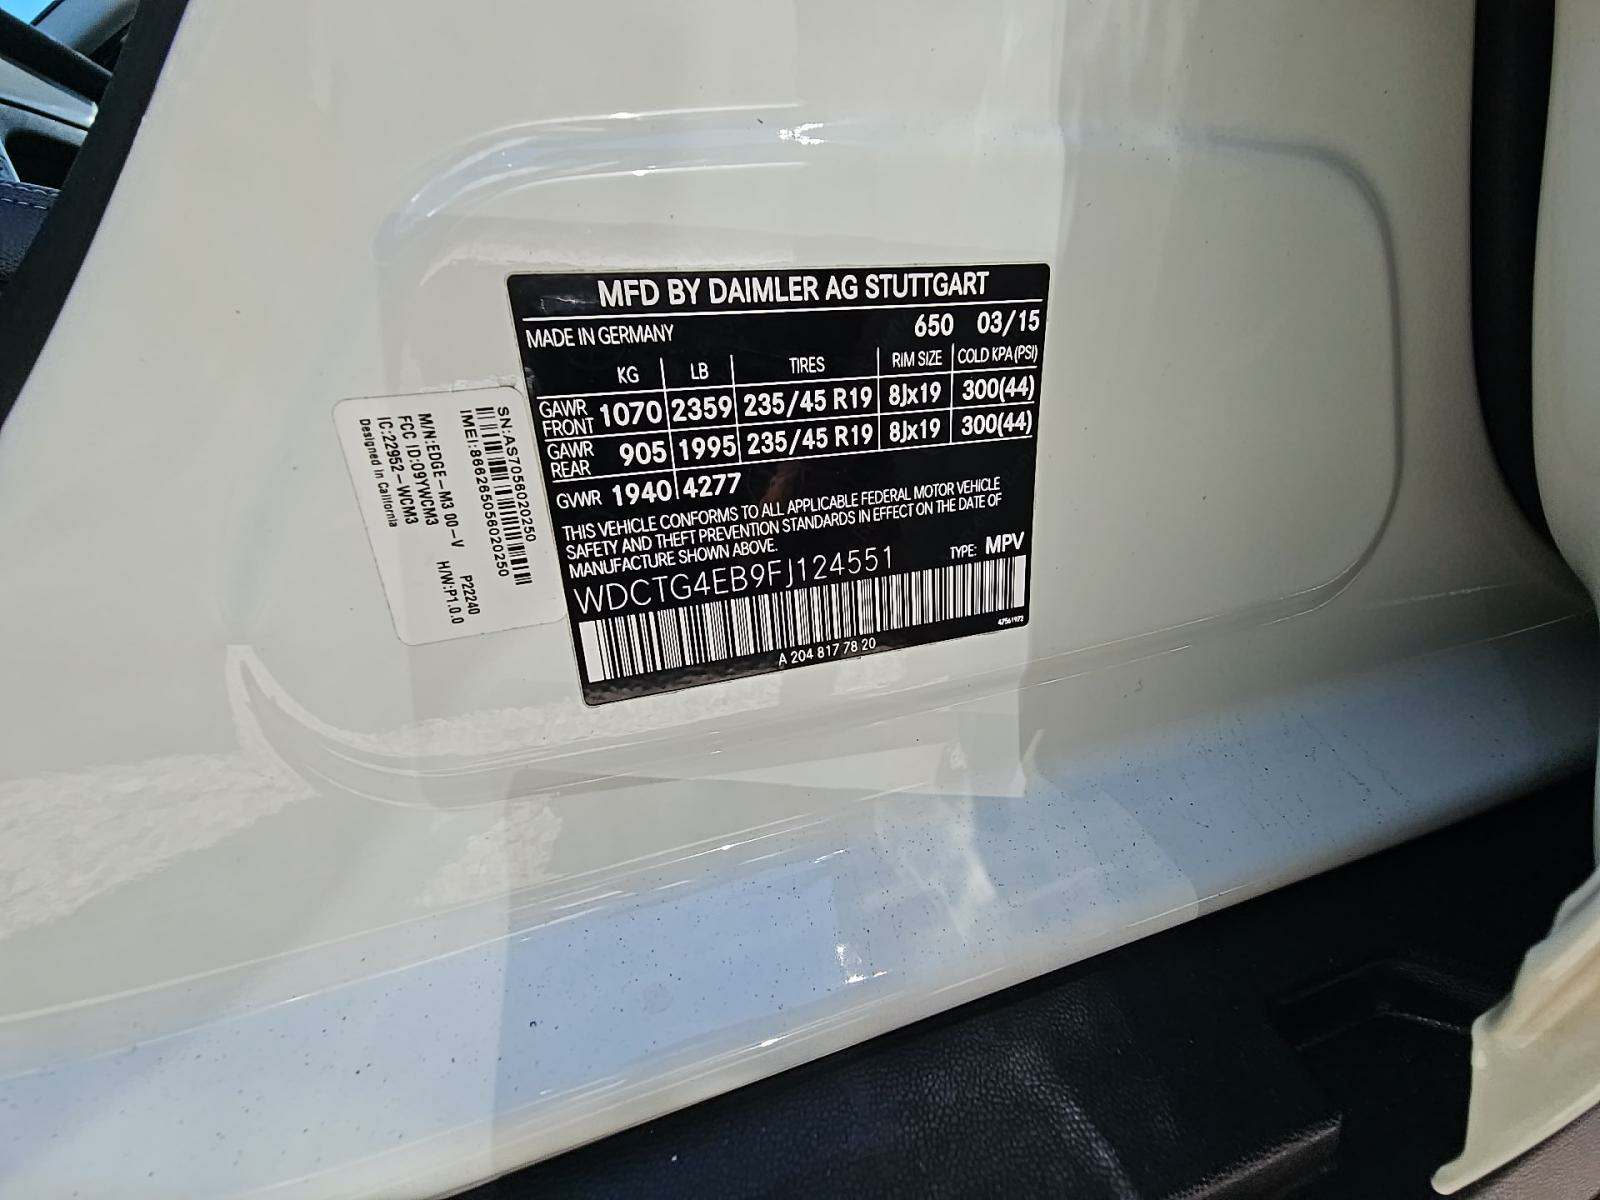 MFD BY DAIMLER AG STUTTGART
MADE IN GERMANY 650 03/15
KG LB TIRES RIM SIZE COLD KPA(PSI)
GAWR FRONT 1070 2359 235/45 R19 8Jx19 300(44)
GAWR REAR 905 1995 235/45 R19 8Jx19 300(44)
GVWR 1940 4277
THIS VEHICLE CONFORMS TO ALL APPLICABLE FEDERAL MOTOR VEHICLE
SAFETY AND THEFT PREVENTION STANDARDS IN EFFECT ON THE DATE OF
MANUFACTURE SHOWN ABOVE.
TYPE: MPV
WDCTG4EB9FJ124551
A 204 817 78 20
47561972
SN:AS7056020250
IMEI:866265056020250
M/N:EDGE-M3 00-V P22240
FCC ID:09YWCM3 H/W:P1.0.0
IC:22952-WCM3
Designed in California